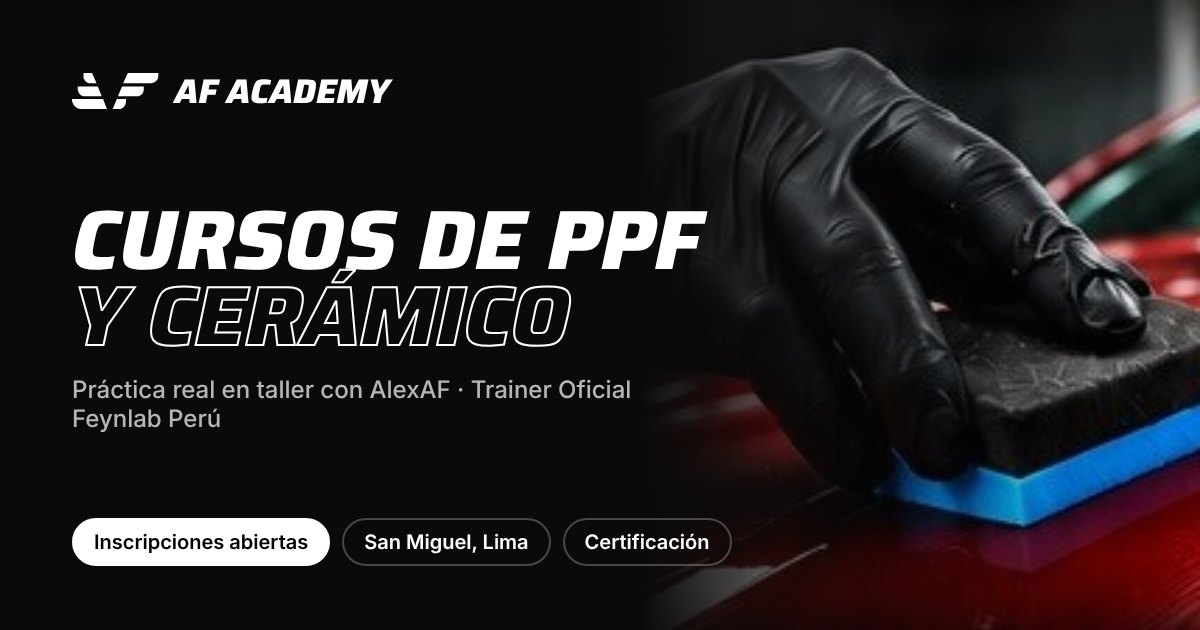 AF ACADEMY
CURSOS DE PPF
Y CERÁMICO
Práctica real en taller con AlexAF · Trainer Oficial
Feynlab Perú
Inscripciones abiertas
San Miguel, Lima
Certificación